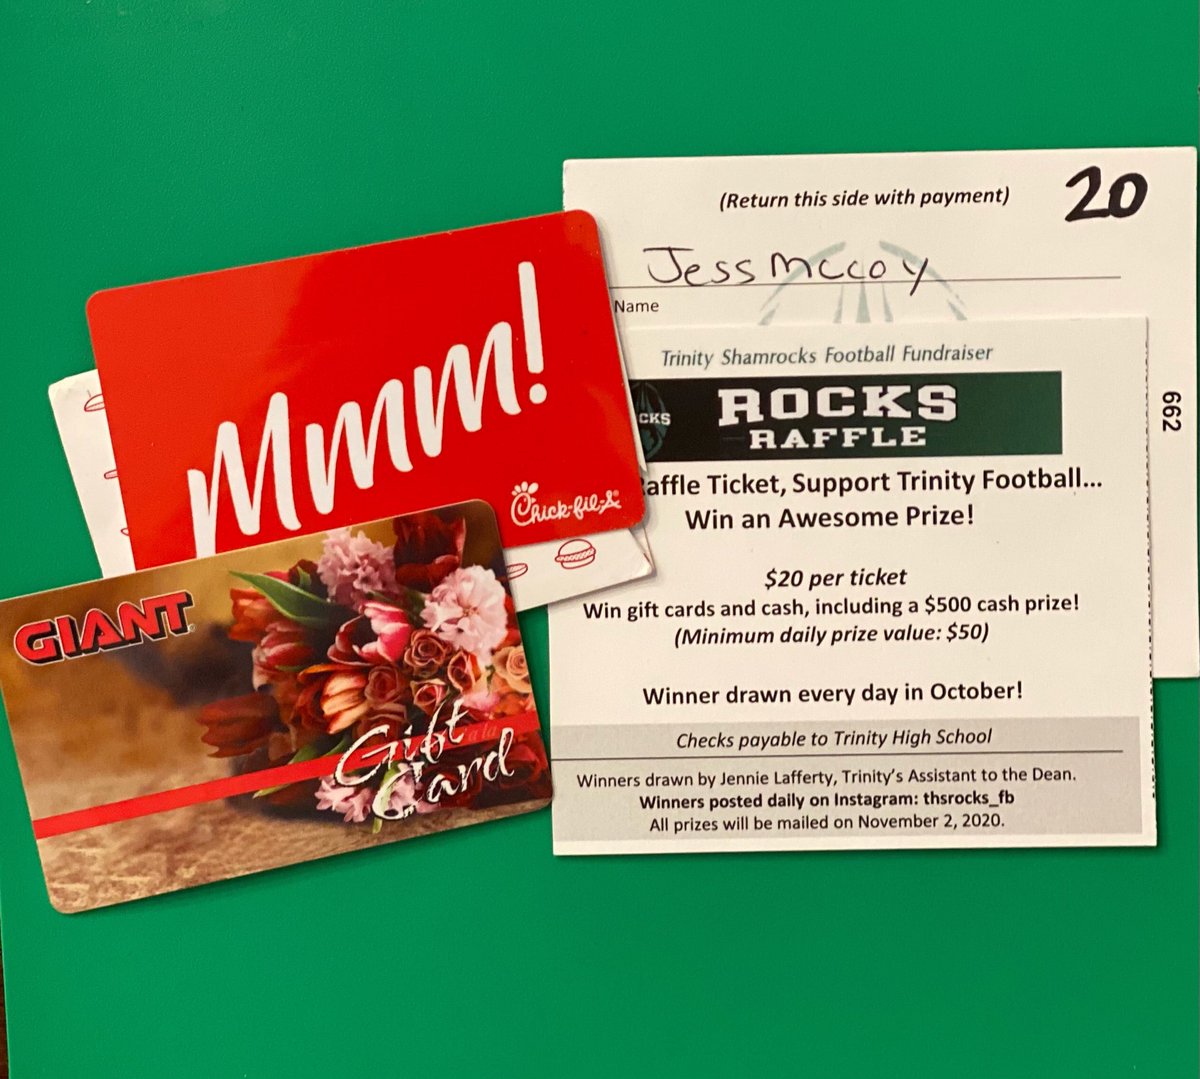 Mmm!
Chick-fil-A
GIANT
Gift
Card
(Return this side with payment)
20
Jess McCoy
Name
662
Trinity Shamrocks Football Fundraiser
CKS
ROCKS
RAFFLE
affle Ticket, Support Trinity Football...
Win an Awesome Prize!
$20 per ticket
Win gift cards and cash, including a $500 cash prize!
(Minimum daily prize value: $50)
Winner drawn every day in October!
Checks payable to Trinity High School
Winners drawn by Jennie Lafferty, Trinity's Assistant to the Dean.
Winners posted daily on Instagram: thsrocks_fb
All prizes will be mailed on November 2, 2020.